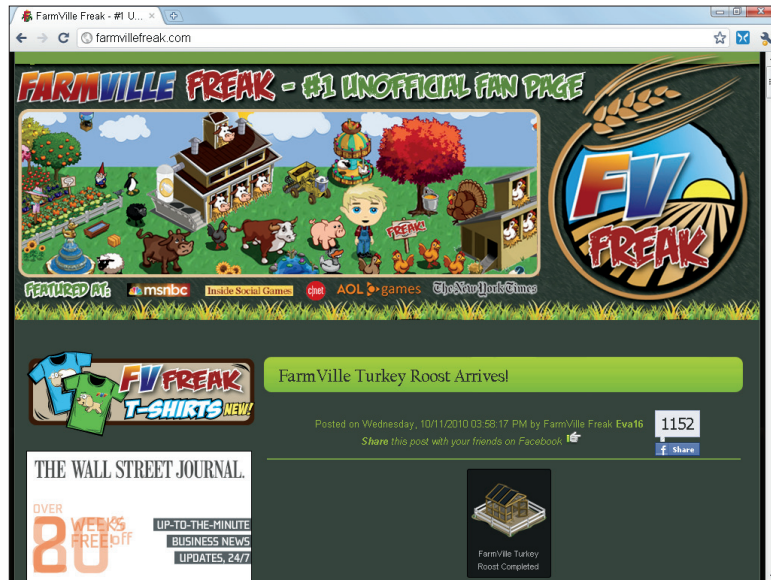 FarmVille Freak - #1 U...
farmvillefreak.com
FARMVILLE FREAK - #1 UNOFFICIAL FAN PAGE
FREAK!
FV
FREAK
FEATURED AT:
msnbc
Inside Social Games
c|net
AOL games
The New York Times
FV FREAK
T-SHIRTS NEW!
FarmVille Turkey Roost Arrives!
Posted on Wednesday, 10/11/2010 03:58:17 PM by FarmVille Freak Eva16
Share this post with your friends on Facebook
1152
f Share
THE WALL STREET JOURNAL.
OVER
80 WEEKS
FREE! off
UP-TO-THE-MINUTE
BUSINESS NEWS
UPDATES, 24/7
FarmVille Turkey
Roost Completed